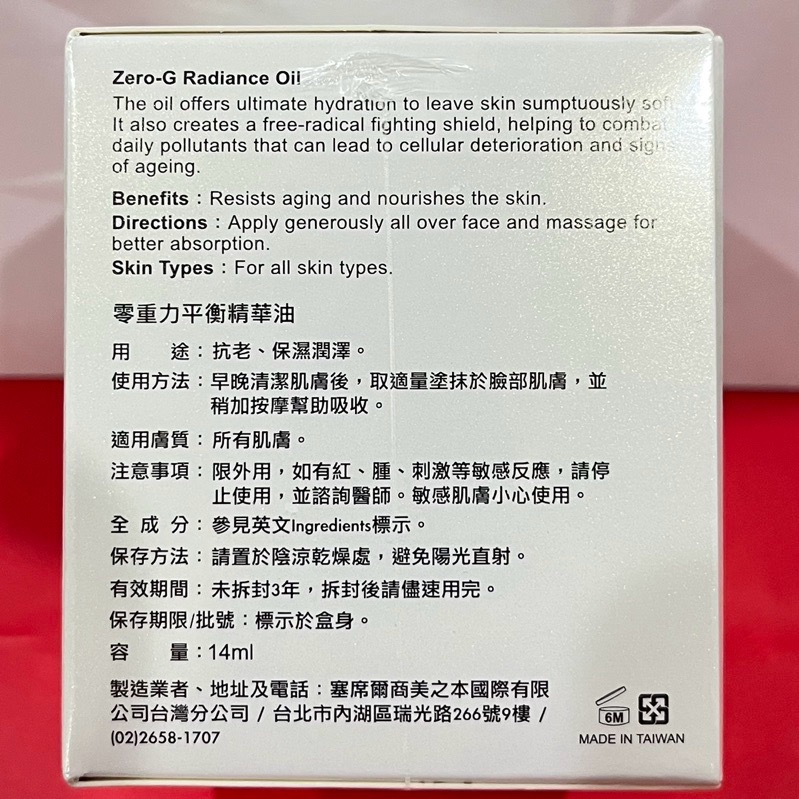 Zero-G Radiance Oil
The oil offers ultimate hydration to leave skin sumptuously soft.
It also creates a free-radical fighting shield, helping to combat
daily pollutants that can lead to cellular deterioration and signs
of ageing.
Benefits：Resists aging and nourishes the skin.
Directions：Apply generously all over face and massage for
better absorption.
Skin Types：For all skin types.
零重力平衡精華油
用　　途：抗老、保濕潤澤。
使用方法：早晚清潔肌膚後，取適量塗抹於臉部肌膚，並
稍加按摩幫助吸收。
適用膚質：所有肌膚。
注意事項：限外用，如有紅、腫、刺激等敏感反應，請停
止使用，並諮詢醫師。敏感肌膚小心使用。
全 成 分：參見英文Ingredients標示。
保存方法：請置於陰涼乾燥處，避免陽光直射。
有效期間：未拆封3年，拆封後請儘速用完。
保存期限/批號：標示於盒身。
容　　量：14ml
製造業者、地址及電話：塞席爾商美之本國際有限
公司台灣分公司 / 台北市內湖區瑞光路266號9樓 /
(02)2658-1707
6M
MADE IN TAIWAN